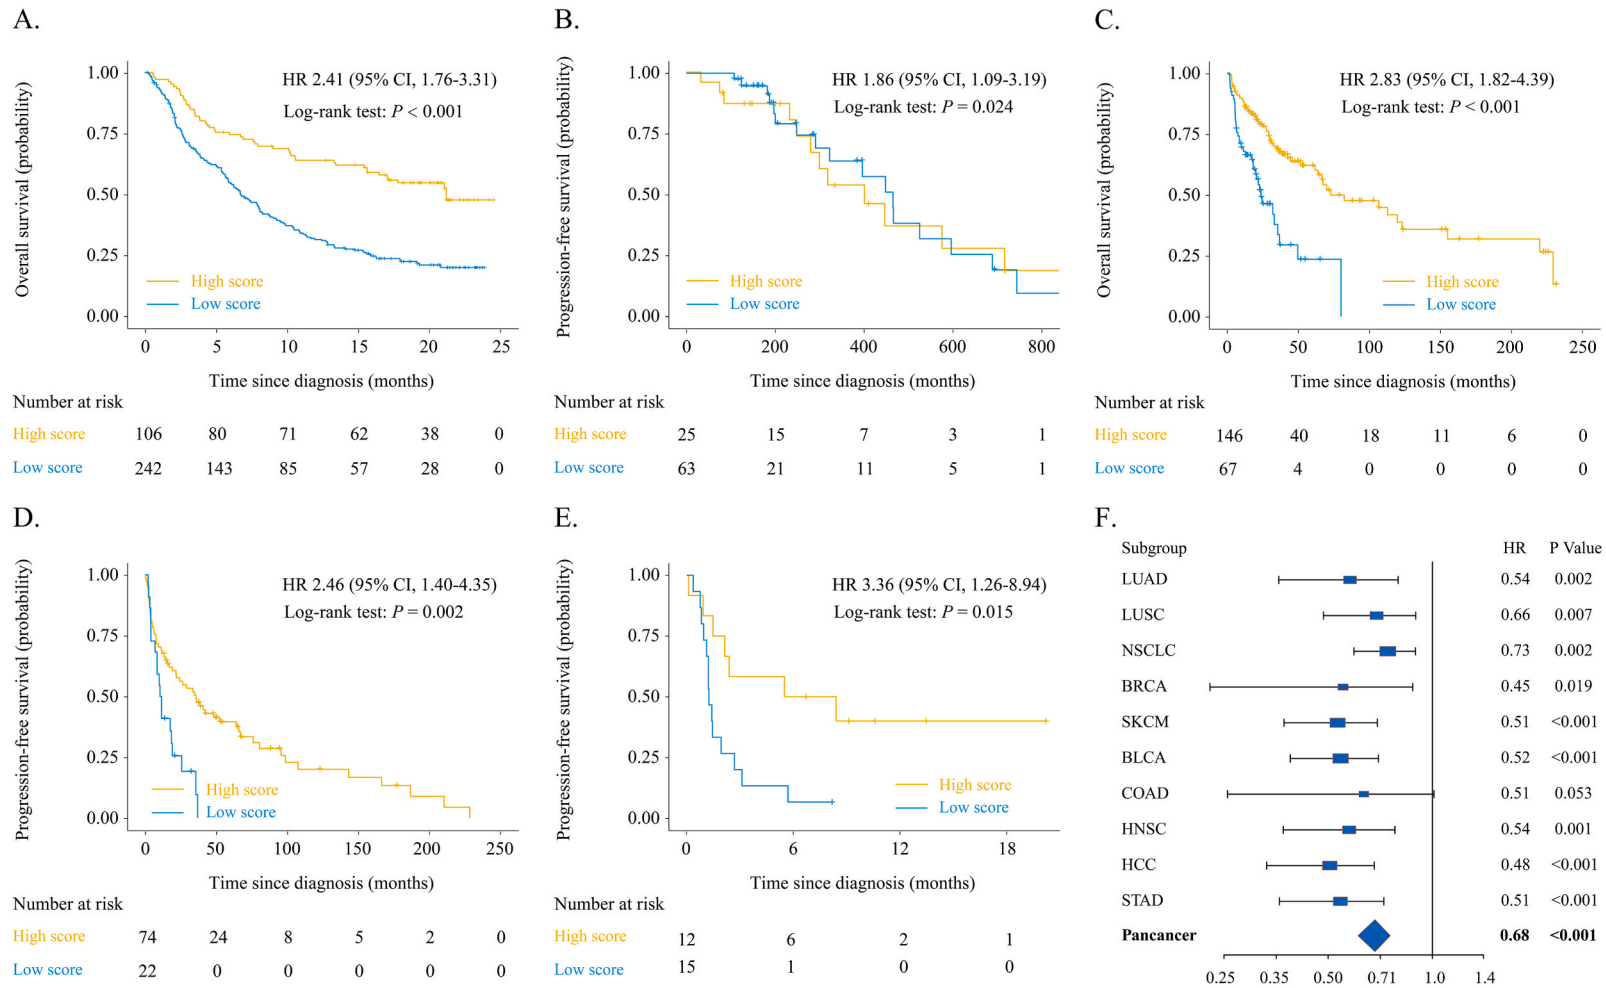 A.
HR 2.41 (95% CI, 1.76-3.31)
Log-rank test: P < 0.001
Overall survival (probability)
1.00
0.75
0.50
0.25
0.00
High score
Low score
0 5 10 15 20 25
Time since diagnosis (months)
Number at risk
High score 106 80 71 62 38 0
Low score 242 143 85 57 28 0
B.
HR 1.86 (95% CI, 1.09-3.19)
Log-rank test: P = 0.024
Progression-free survival (probability)
1.00
0.75
0.50
0.25
0.00
High score
Low score
0 200 400 600 800
Time since diagnosis (months)
Number at risk
High score 25 15 7 3 1
Low score 63 21 11 5 1
C.
HR 2.83 (95% CI, 1.82-4.39)
Log-rank test: P < 0.001
Overall survival (probability)
1.00
0.75
0.50
0.25
0.00
High score
Low score
0 50 100 150 200 250
Time since diagnosis (months)
Number at risk
High score 146 40 18 11 6 0
Low score 67 4 0 0 0 0
D.
HR 2.46 (95% CI, 1.40-4.35)
Log-rank test: P = 0.002
Progression-free survival (probability)
1.00
0.75
0.50
0.25
0.00
High score
Low score
0 50 100 150 200 250
Time since diagnosis (months)
Number at risk
High score 74 24 8 5 2 0
Low score 22 0 0 0 0 0
E.
HR 3.36 (95% CI, 1.26-8.94)
Log-rank test: P = 0.015
Progression-free survival (probability)
1.00
0.75
0.50
0.25
0.00
High score
Low score
0 6 12 18
Time since diagnosis (months)
Number at risk
High score 12 6 2 1
Low score 15 1 0 0
F.
Subgroup HR P Value
LUAD 0.54 0.002
LUSC 0.66 0.007
NSCLC 0.73 0.002
BRCA 0.45 0.019
SKCM 0.51 <0.001
BLCA 0.52 <0.001
COAD 0.51 0.053
HNSC 0.54 0.001
HCC 0.48 <0.001
STAD 0.51 <0.001
Pancancer 0.68 <0.001
0.25 0.35 0.50 0.71 1.0 1.4